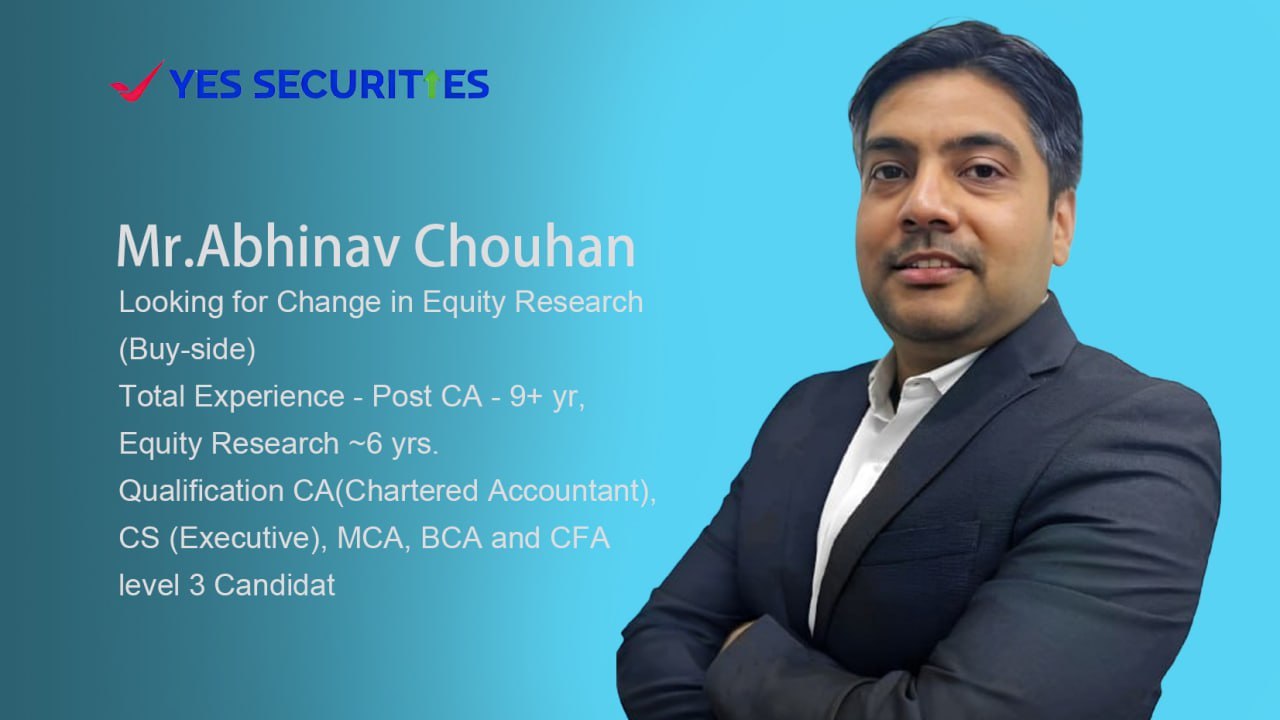 YES SECURITIES
Mr.Abhinav Chouhan
Looking for Change in Equity Research
(Buy-side)
Total Experience - Post CA - 9+ yr,
Equity Research ~6 yrs.
Qualification CA(Chartered Accountant),
CS (Executive), MCA, BCA and CFA
level 3 Candidat